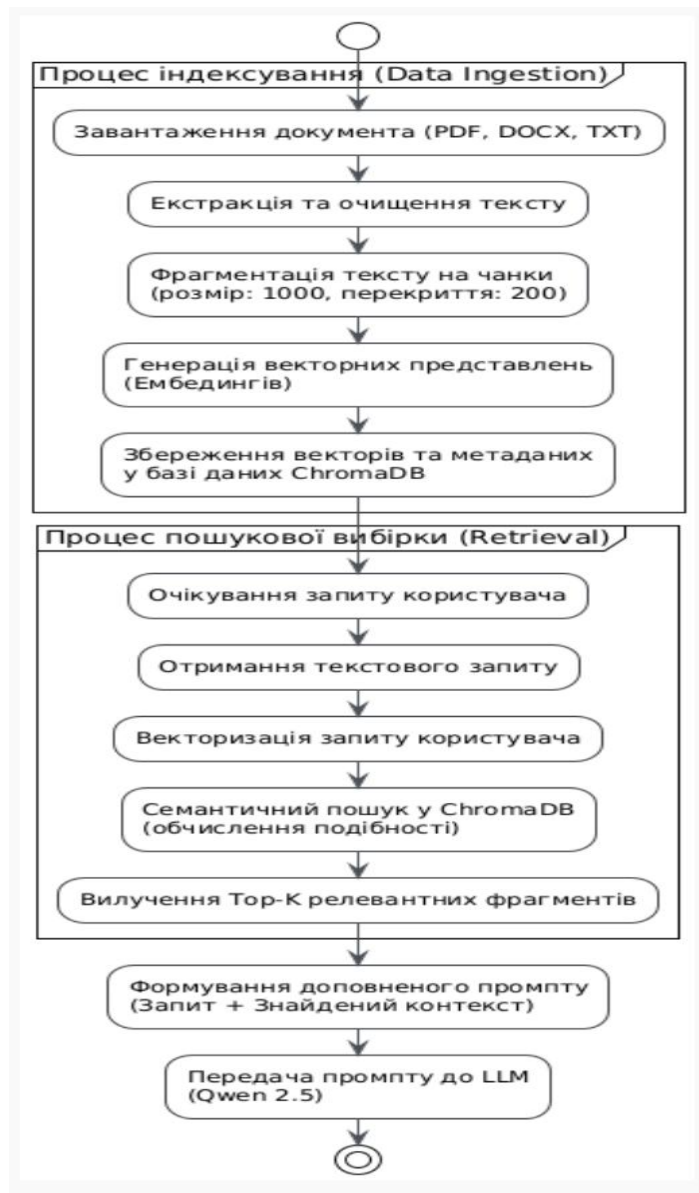 Процес індексування (Data Ingestion)
Завантаження документа (PDF, DOCX, TXT)
Екстракція та очищення тексту
Фрагментація тексту на чанки
(розмір: 1000, перекриття: 200)
Генерація векторних представлень
(Ембедингів)
Збереження векторів та метаданих
у базі даних ChromaDB
Процес пошукової вибірки (Retrieval)
Очікування запиту користувача
Отримання текстового запиту
Векторизація запиту користувача
Семантичний пошук у ChromaDB
(обчислення подібності)
Вилучення Top-K релевантних фрагментів
Формування доповненого промпту
(Запит + Знайдений контекст)
Передача промпту до LLM
(Qwen 2.5)